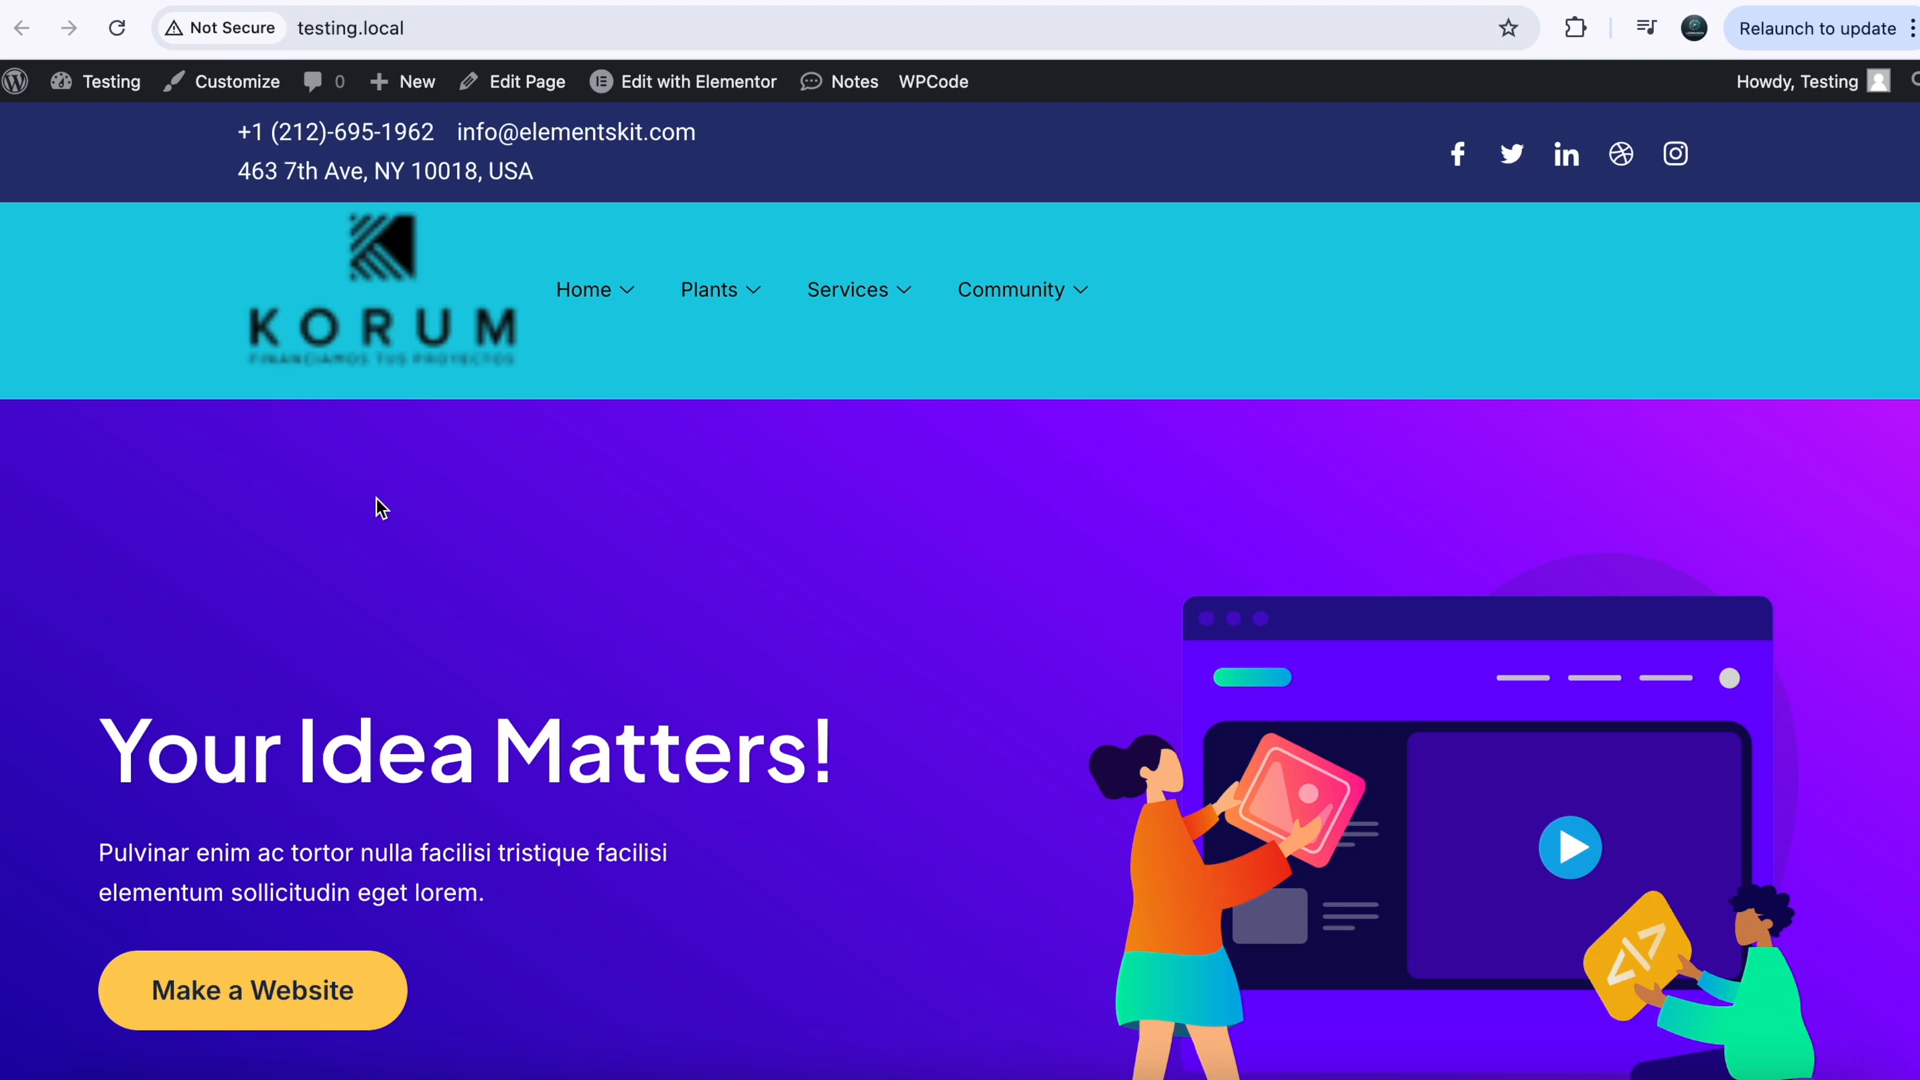 Not Secure testing.local Relaunch to update
Testing Customize 0 New Edit Page Edit with Elementor Notes WPCode Howdy, Testing
+1 (212)-695-1962 info@elementskit.com
463 7th Ave, NY 10018, USA
KORUM
FINANCIAMOS TUS PROYECTOS
Home Plants Services Community
Your Idea Matters!
Pulvinar enim ac tortor nulla facilisi tristique facilisi
elementum sollicitudin eget lorem.
Make a Website